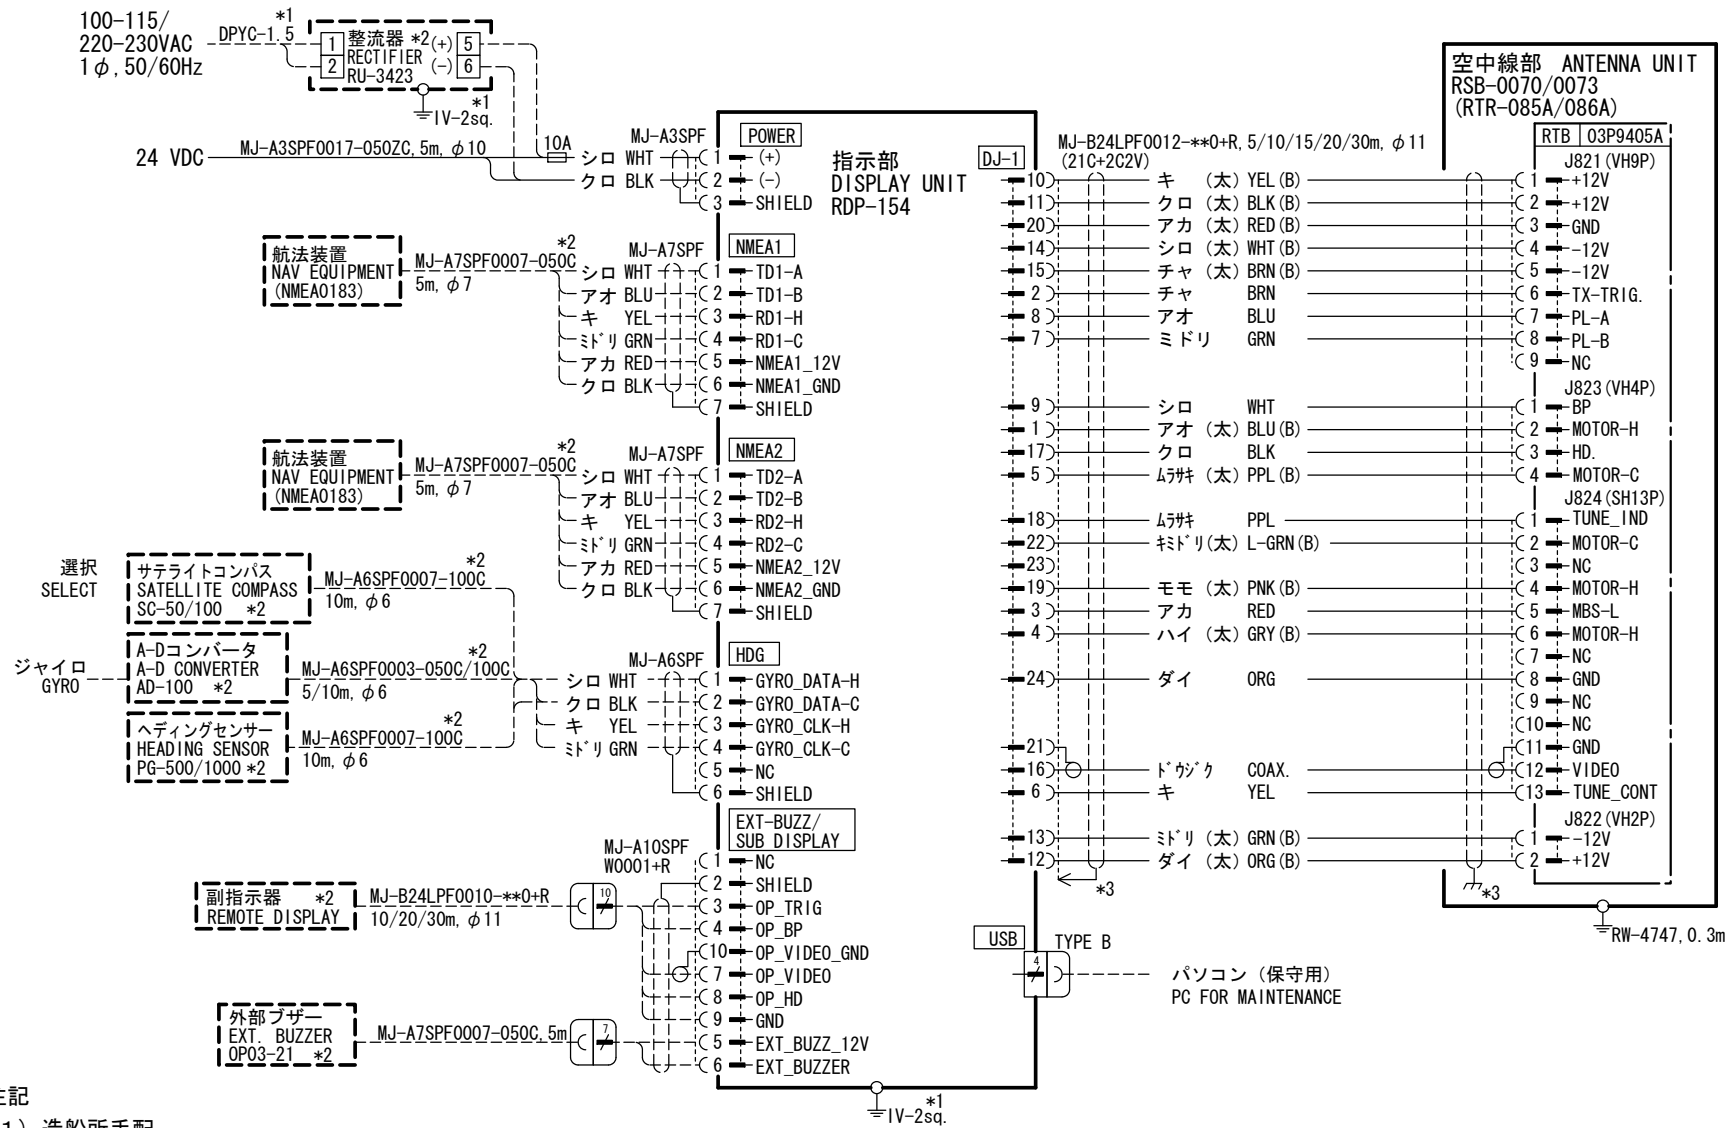 100-115/
220-230VAC
1φ, 50/60Hz
DPYC-1.5
*1
1
2
整流器 *2
RECTIFIER
RU-3423
(+)
(-)
5
6
*1
IV-2sq.
24 VDC
MJ-A3SPF0017-050ZC, 5m, φ10
10A
MJ-A3SPF
POWER
シロ WHT 1 (+)
クロ BLK 2 (-)
3 SHIELD
指示部
DISPLAY UNIT
RDP-154
航法装置
NAV EQUIPMENT
(NMEA0183)
*2
MJ-A7SPF0007-050C
5m, φ7
MJ-A7SPF
NMEA1
シロ WHT 1 TD1-A
アオ BLU 2 TD1-B
キ YEL 3 RD1-H
ミドリ GRN 4 RD1-C
アカ RED 5 NMEA1_12V
クロ BLK 6 NMEA1_GND
7 SHIELD
航法装置
NAV EQUIPMENT
(NMEA0183)
*2
MJ-A7SPF0007-050C
5m, φ7
MJ-A7SPF
NMEA2
シロ WHT 1 TD2-A
アオ BLU 2 TD2-B
キ YEL 3 RD2-H
ミドリ GRN 4 RD2-C
アカ RED 5 NMEA2_12V
クロ BLK 6 NMEA2_GND
7 SHIELD
選択
SELECT
サテライトコンパス
SATELLITE COMPASS
SC-50/100 *2
*2
MJ-A6SPF0007-100C
10m, φ6
ジャイロ
GYRO
A-Dコンバータ
A-D CONVERTER
AD-100 *2
*2
MJ-A6SPF0003-050C/100C
5/10m, φ6
ヘディングセンサー
HEADING SENSOR
PG-500/1000 *2
*2
MJ-A6SPF0007-100C
10m, φ6
MJ-A6SPF
HDG
シロ WHT 1 GYRO_DATA-H
クロ BLK 2 GYRO_DATA-C
キ YEL 3 GYRO_CLK-H
ミドリ GRN 4 GYRO_CLK-C
5 NC
6 SHIELD
EXT-BUZZ/
SUB DISPLAY
MJ-A10SPF
W0001+R
1 NC
2 SHIELD
3 OP_TRIG
4 OP_BP
10 OP_VIDEO_GND
7 OP_VIDEO
8 OP_HD
9 GND
5 EXT_BUZZ_12V
6 EXT_BUZZER
副指示器 *2
REMOTE DISPLAY
MJ-B24LPF0010-**0+R
10/20/30m, φ11
10
外部ブザー
EXT. BUZZER
OP03-21 *2
MJ-A7SPF0007-050C, 5m
7
*1
IV-2sq.
DJ-1
MJ-B24LPF0012-**0+R, 5/10/15/20/30m, φ11
(21C+2C2V)
空中線部 ANTENNA UNIT
RSB-0070/0073
(RTR-085A/086A)
RTB 03P9405A
J821(VH9P)
10 キ (太) YEL(B) 1 +12V
11 クロ (太) BLK(B) 2 +12V
20 アカ (太) RED(B) 3 GND
14 シロ (太) WHT(B) 4 -12V
15 チャ (太) BRN(B) 5 -12V
2 チャ BRN 6 TX-TRIG.
8 アオ BLU 7 PL-A
7 ミドリ GRN 8 PL-B
9 NC
J823(VH4P)
9 シロ WHT 1 BP
1 アオ (太) BLU(B) 2 MOTOR-H
17 クロ BLK 3 HD.
5 ムラサキ (太) PPL(B) 4 MOTOR-C
J824(SH13P)
18 ムラサキ PPL 1 TUNE_IND
22 キミドリ(太) L-GRN(B) 2 MOTOR-C
23 3 NC
19 モモ (太) PNK(B) 4 MOTOR-H
3 アカ RED 5 MBS-L
4 ハイ (太) GRY(B) 6 MOTOR-H
7 NC
24 ダイ ORG 8 GND
9 NC
10 NC
21 11 GND
16 ドウジク COAX. 12 VIDEO
6 キ YEL 13 TUNE_CONT
J822(VH2P)
13 ミドリ (太) GRN(B) 1 -12V
12 ダイ (太) ORG(B) 2 +12V
*3
*3
RW-4747, 0.3m
USB
TYPE B
4
パソコン (保守用)
PC FOR MAINTENANCE